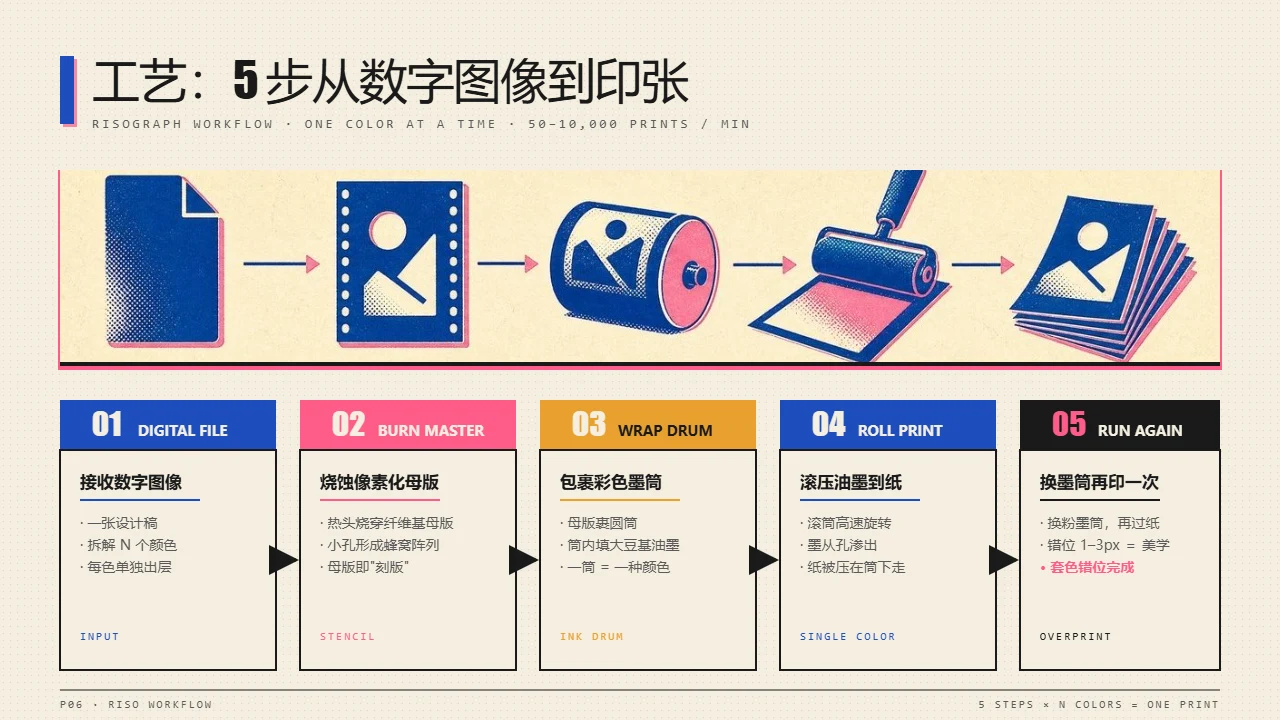 工艺：5 步从数字图像到印张
RISOGRAPH WORKFLOW · ONE COLOR AT A TIME · 50–10,000 PRINTS / MIN
01 DIGITAL FILE
接收数字图像
· 一张设计稿
· 拆解 N 个颜色
· 每色单独出层
INPUT
02 BURN MASTER
烧蚀像素化母版
· 热头烧穿纤维基母版
· 小孔形成蜂窝阵列
· 母版即"刻版"
STENCIL
03 WRAP DRUM
包裹彩色墨筒
· 母版裹圆筒
· 筒内填大豆基油墨
· 一筒 = 一种颜色
INK DRUM
04 ROLL PRINT
滚压油墨到纸
· 滚筒高速旋转
· 墨从孔渗出
· 纸被压在筒下走
SINGLE COLOR
05 RUN AGAIN
换墨筒再印一次
· 换粉墨筒，再过纸
· 错位 1–3px = 美学
• 套色错位完成
OVERPRINT
P06 · RISO WORKFLOW
5 STEPS × N COLORS = ONE PRINT